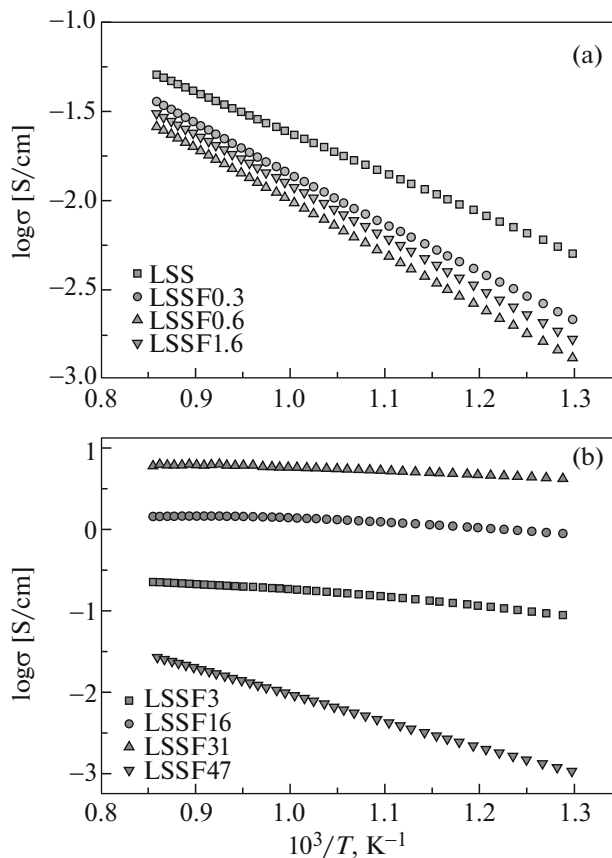 (a)
logσ [S/cm]
−1.0
−1.5
−2.0
−2.5
−3.0
LSS
LSSF0.3
LSSF0.6
LSSF1.6
0.8 0.9 1.0 1.1 1.2 1.3
(b)
logσ [S/cm]
1
0
−1
−2
−3
LSSF3
LSSF16
LSSF31
LSSF47
0.8 0.9 1.0 1.1 1.2 1.3
10³/T, K⁻¹